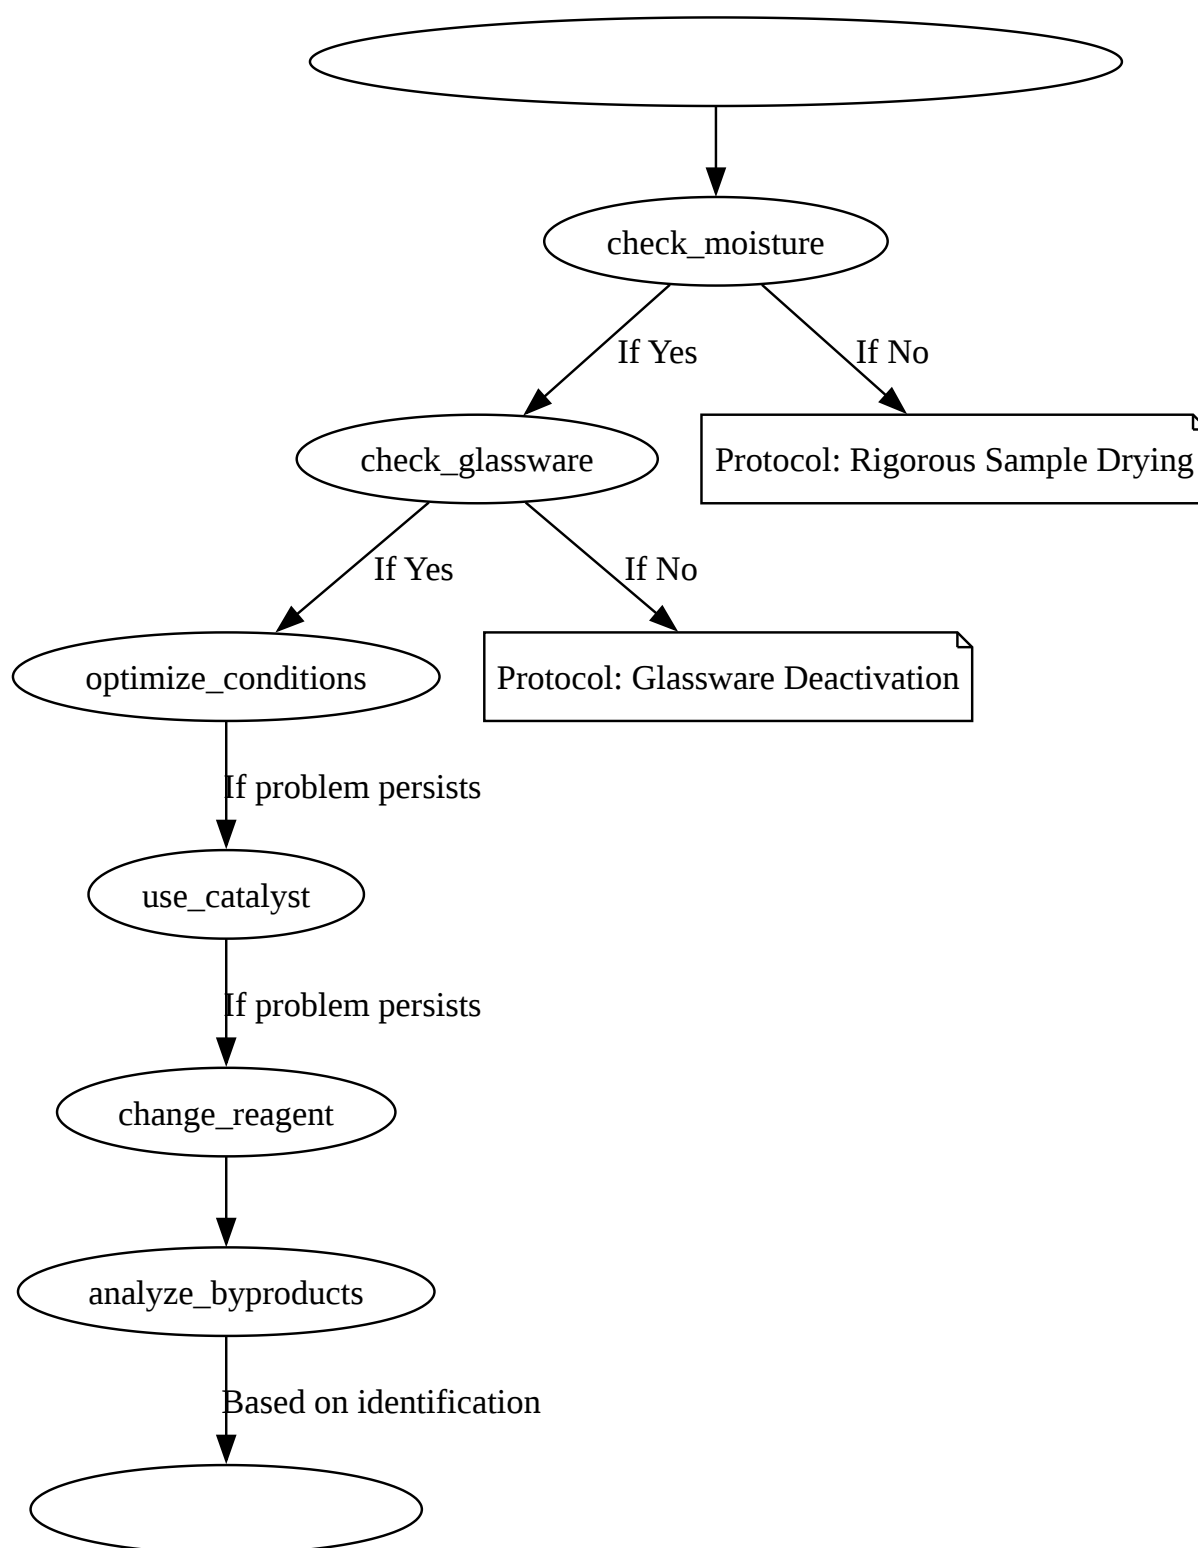 check_moisture
If Yes
If No
check_glassware
Protocol: Rigorous Sample Drying
If Yes
If No
optimize_conditions
Protocol: Glassware Deactivation
If problem persists
use_catalyst
If problem persists
change_reagent
analyze_byproducts
Based on identification